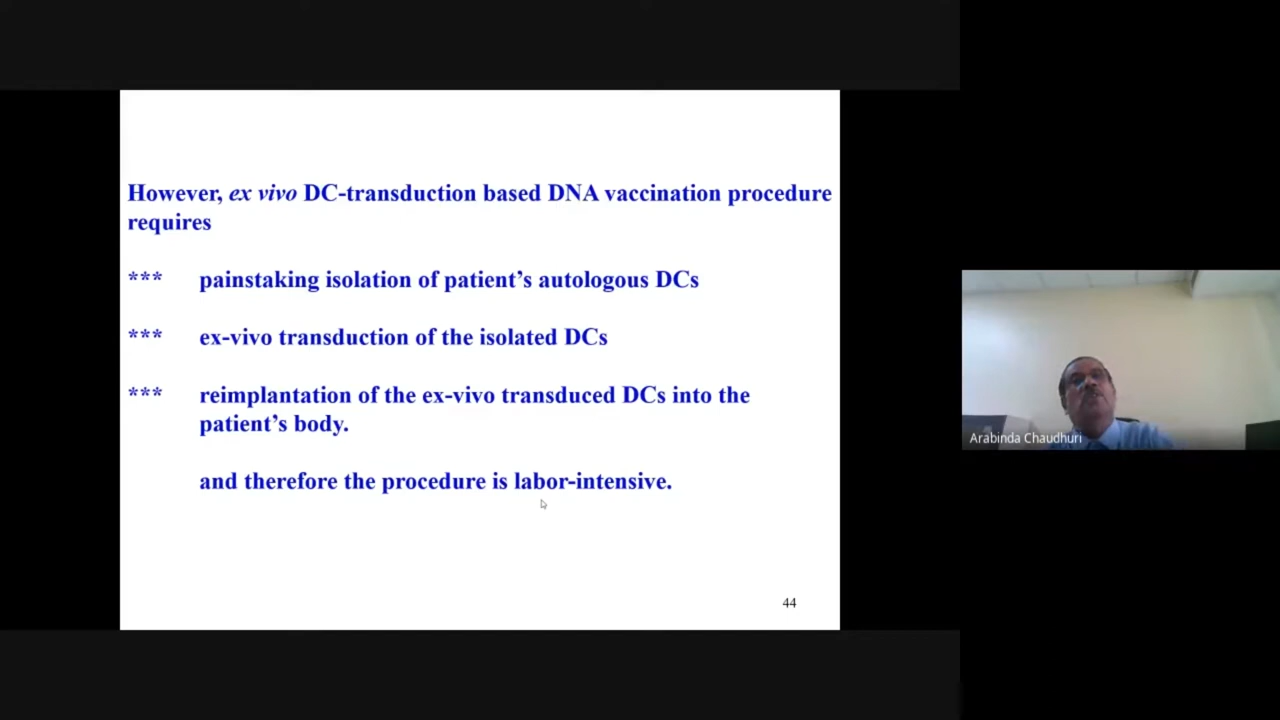 However, ex vivo DC-transduction based DNA vaccination procedure
requires
*** painstaking isolation of patient’s autologous DCs
*** ex-vivo transduction of the isolated DCs
*** reimplantation of the ex-vivo transduced DCs into the
patient’s body.
and therefore the procedure is labor-intensive.
44
Arabinda Chaudhuri